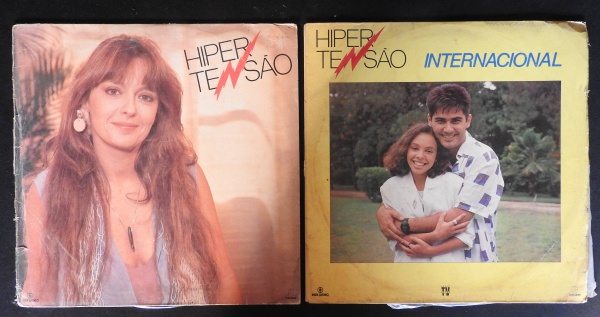 HIPER
TENSÃO
HIPER
TENSÃO
INTERNACIONAL